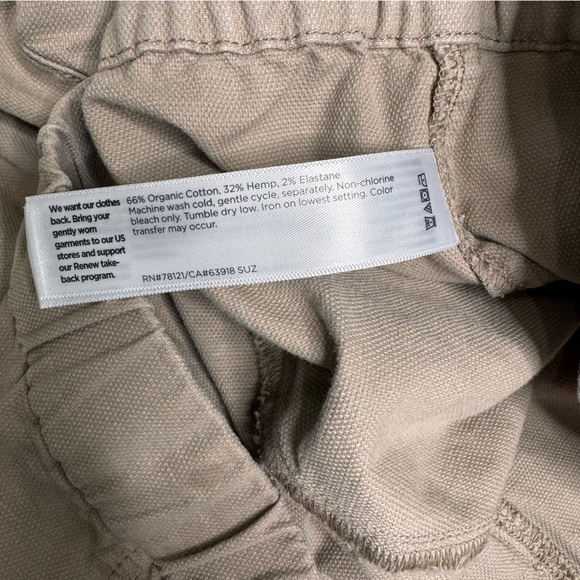 We want our clothes
back. Bring your
gently worn
garments to our US
stores and support
our Renew take-
back program.
66% Organic Cotton, 32% Hemp, 2% Elastane
Machine wash cold, gentle cycle, separately. Non-chlorine
bleach only. Tumble dry low. Iron on lowest setting. Color
transfer may occur.
RN#78121/CA#63918 SUZ